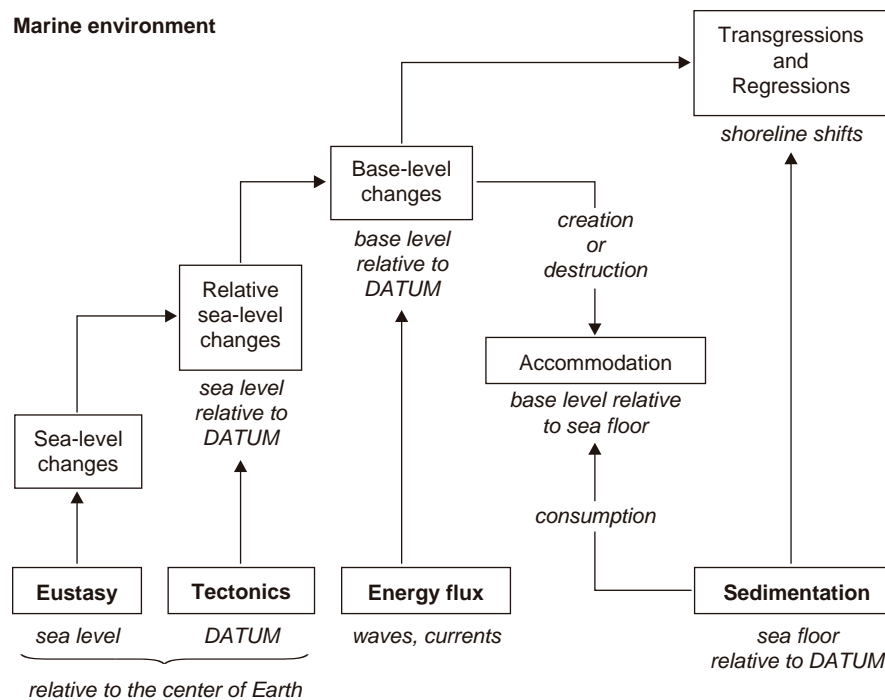 Marine environment
Transgressions
and
Regressions
shoreline shifts
Base-level
changes
base level
relative to
DATUM
creation
or
destruction
Relative
sea-level
changes
sea level
relative to
DATUM
Accommodation
base level relative
to sea floor
Sea-level
changes
consumption
Eustasy
Tectonics
Energy flux
Sedimentation
sea level
DATUM
waves, currents
sea floor
relative to DATUM
relative to the center of Earth